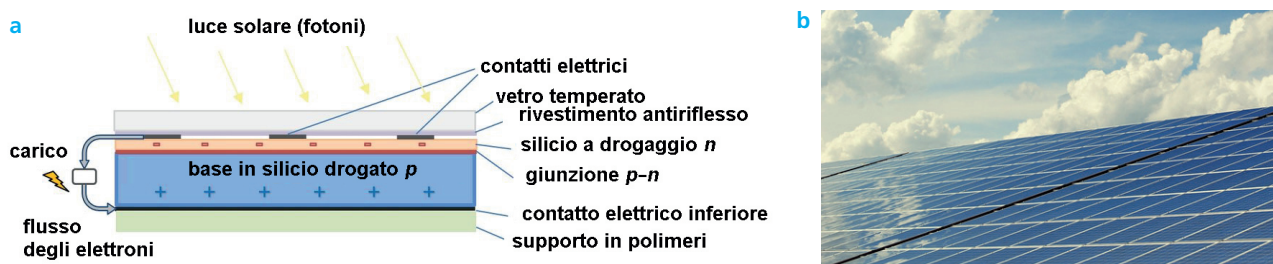 a
luce solare (fotoni)
contatti elettrici
vetro temperato
rivestimento antiriflesso
carico
silicio a drogaggio n
base in silicio drogato p
giunzione p–n
contatto elettrico inferiore
flusso
degli elettroni
supporto in polimeri
b